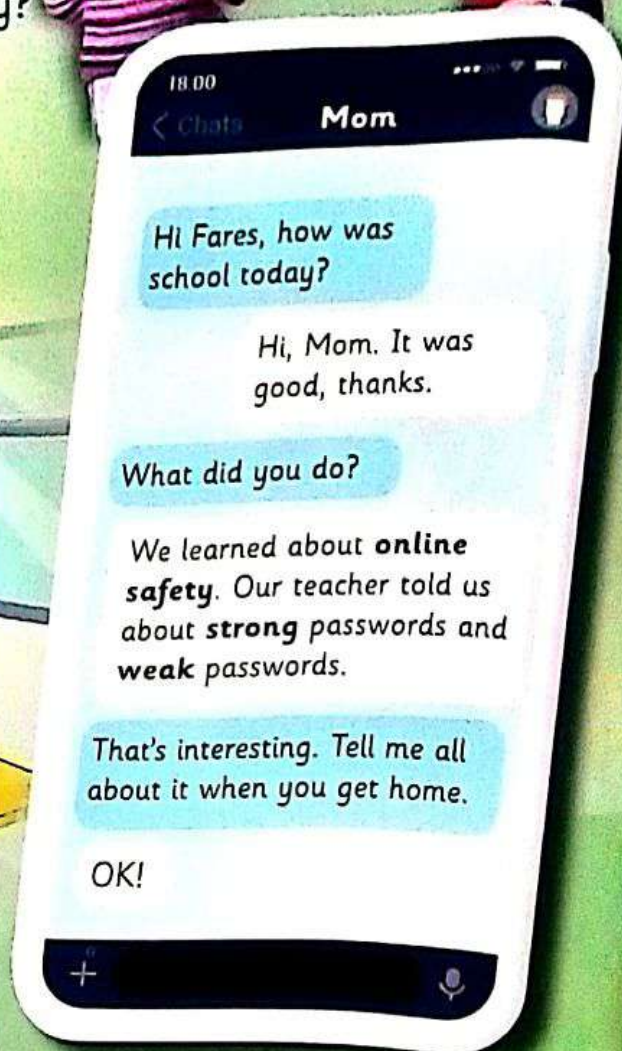 y?
18.00
< Chats
Mom
Hi Fares, how was
school today?
Hi, Mom. It was
good, thanks.
What did you do?
We learned about online
safety. Our teacher told us
about strong passwords and
weak passwords.
That's interesting. Tell me all
about it when you get home.
OK!